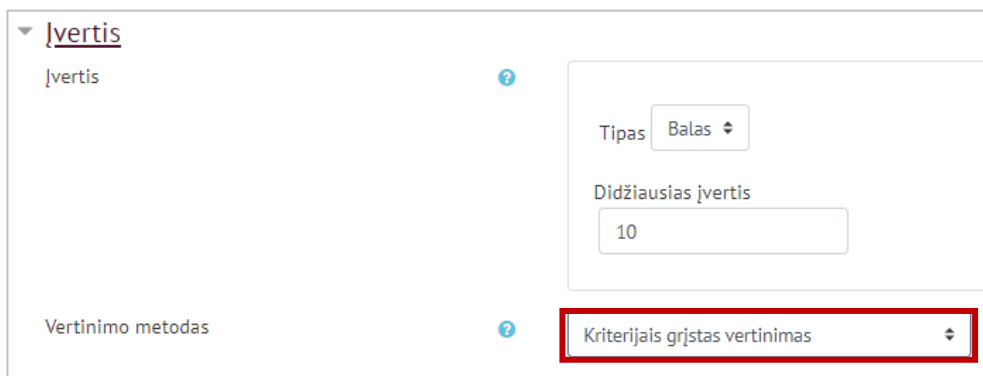 Įvertis
Įvertis
Tipas Balas
Didžiausias įvertis
10
Vertinimo metodas
Kriterijais grįstas vertinimas